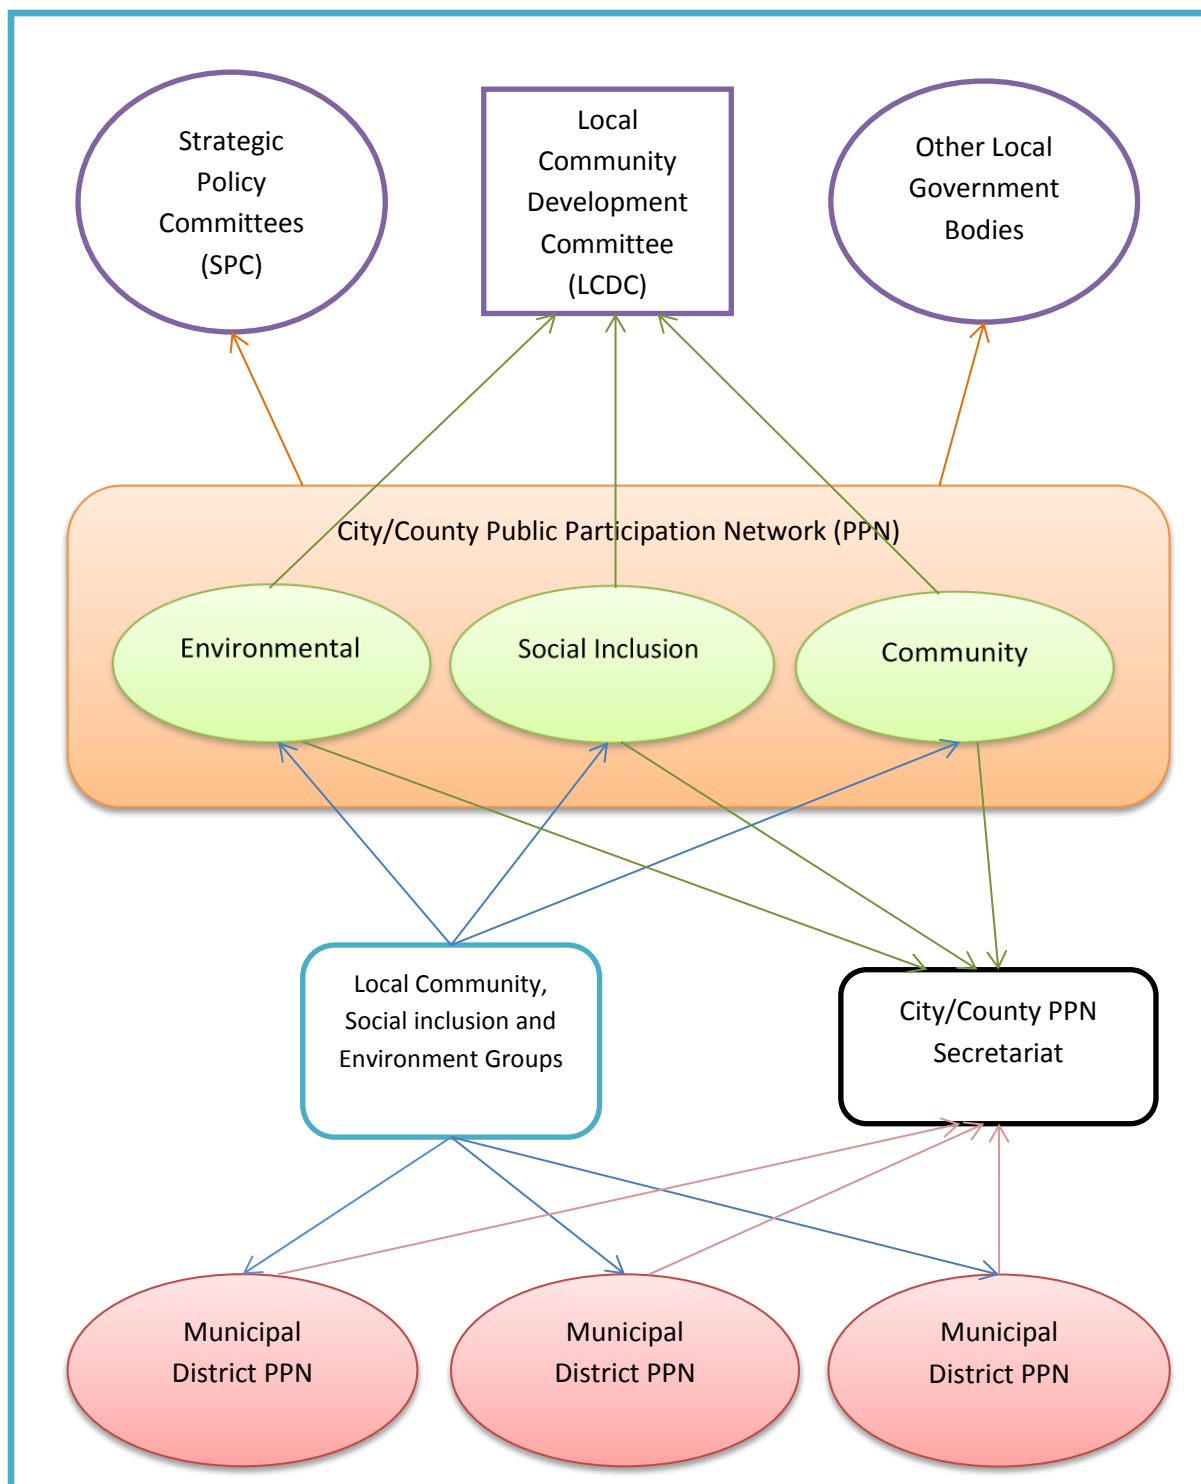 Strategic
Policy
Committees
(SPC)
Local
Community
Development
Committee
(LCDC)
Other Local
Government
Bodies
City/County Public Participation Network (PPN)
Environmental
Social Inclusion
Community
Local Community,
Social inclusion and
Environment Groups
City/County PPN
Secretariat
Municipal
District PPN
Municipal
District PPN
Municipal
District PPN